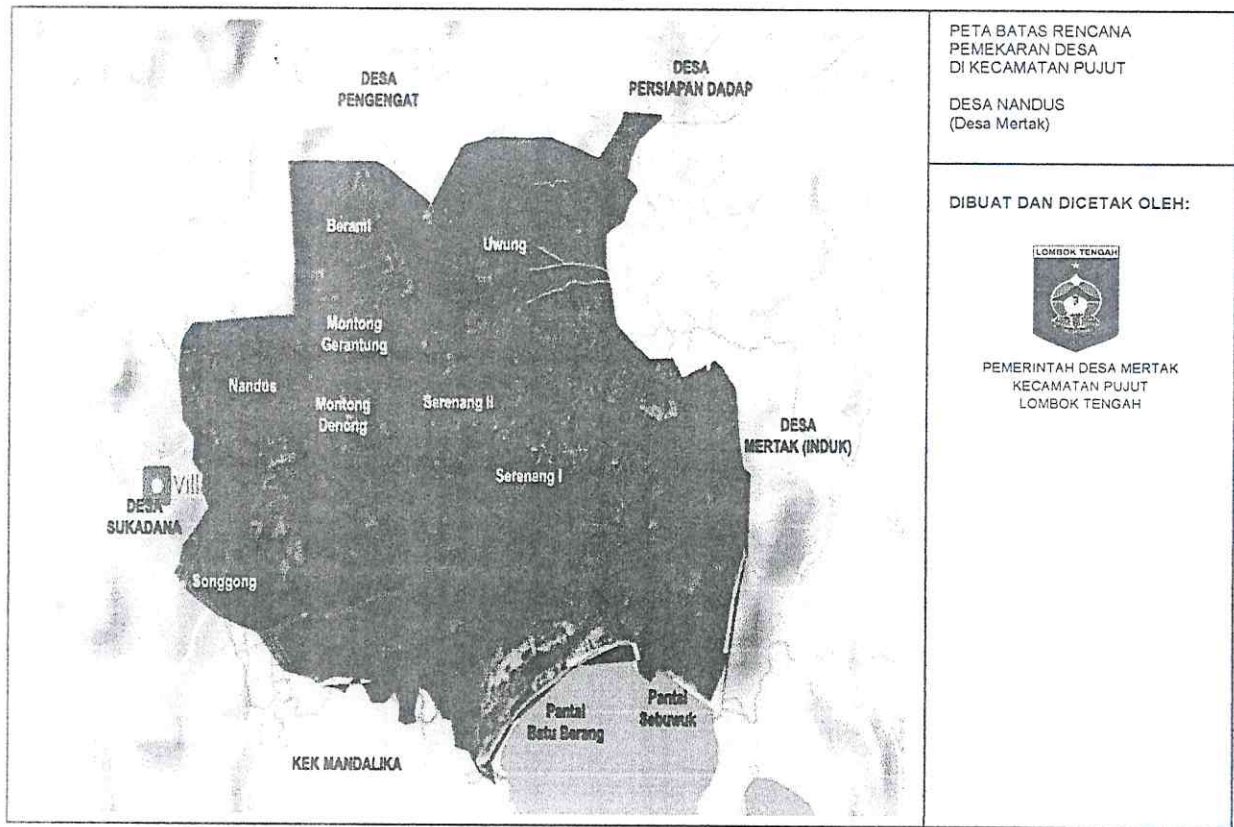 DESA
PENGENGAT
DESA
PERSIAPAN DADAP
Beraml
Uwung
Montong
Gerantung
Nandus
Montong
Denong
Serenang II
Serenang I
DESA
MERTAK (INDUK)
Vill
DESA
SUKADANA
Songgong
Pantai
Batu Berang
Pantai
Sebuwuk
KEK MANDALIKA
PETA BATAS RENCANA
PEMEKARAN DESA
DI KECAMATAN PUJUT
DESA NANDUS
(Desa Mertak)
DIBUAT DAN DICETAK OLEH:
LOMBOK TENGAH
PEMERINTAH DESA MERTAK
KECAMATAN PUJUT
LOMBOK TENGAH